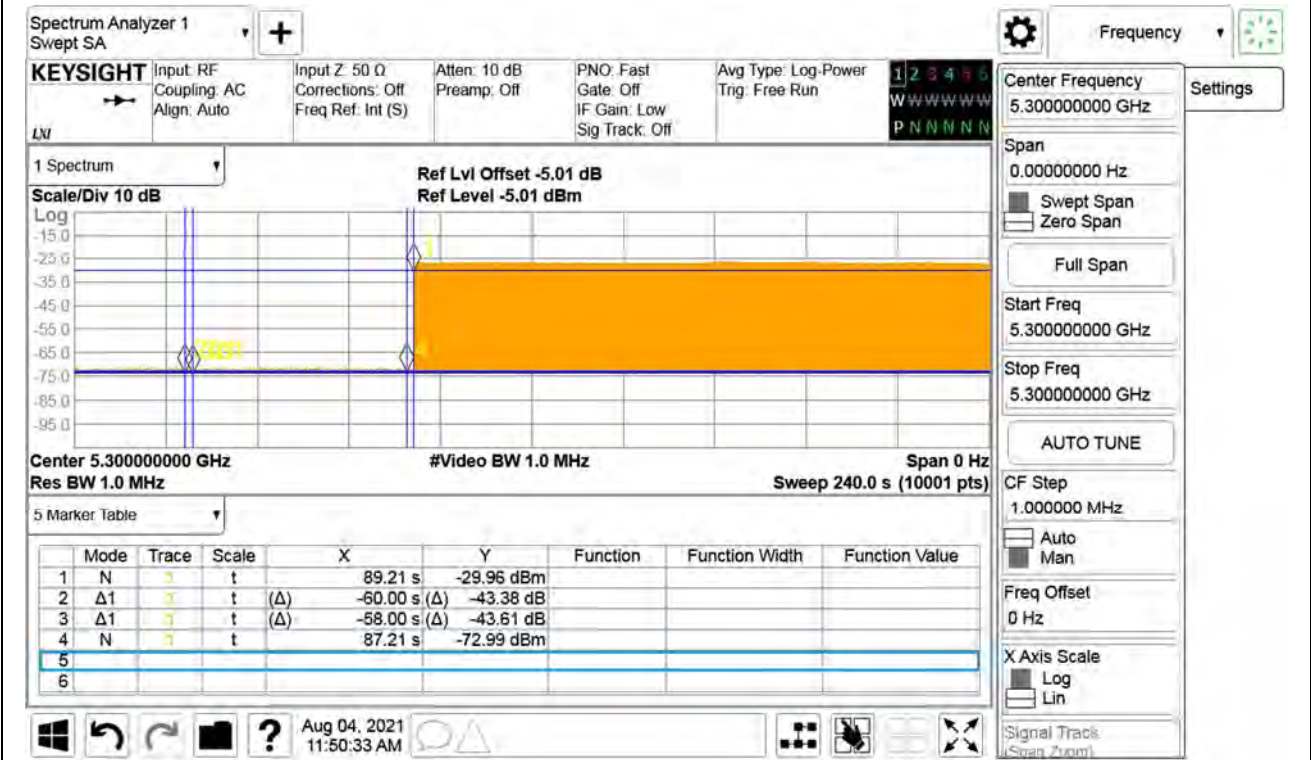 Spectrum Analyzer 1
Swept SA
+
Frequency
KEYSIGHT
LXI
Input: RF
Coupling: AC
Align: Auto
Input Z: 50 Ω
Corrections: Off
Freq Ref: Int (S)
Atten: 10 dB
Preamp: Off
PNO: Fast
Gate: Off
IF Gain: Low
Sig Track: Off
Avg Type: Log-Power
Trig: Free Run
1 2 3 4 5 6
W W W W W W
P N N N N N
Settings
Center Frequency
5.300000000 GHz
Span
0.00000000 Hz
Swept Span
Zero Span
Full Span
Start Freq
5.300000000 GHz
Stop Freq
5.300000000 GHz
AUTO TUNE
CF Step
1.000000 MHz
Auto
Man
Freq Offset
0 Hz
X Axis Scale
Log
Lin
Signal Track
(Span Zoom)
1 Spectrum
Scale/Div 10 dB
Ref Lvl Offset -5.01 dB
Ref Level -5.01 dBm
Log
-15.0
-25.0
-35.0
-45.0
-55.0
-65.0
-75.0
-85.0
-95.0
1
4
Center 5.300000000 GHz
#Video BW 1.0 MHz
Span 0 Hz
Res BW 1.0 MHz
Sweep 240.0 s (10001 pts)
5 Marker Table
Mode Trace Scale X Y Function Function Width Function Value
1 N t 89.21 s -29.96 dBm
2 Δ1 t (Δ) -60.00 s (Δ) -43.38 dB
3 Δ1 t (Δ) -58.00 s (Δ) -43.61 dB
4 N t 87.21 s -72.99 dBm
5
6
?
Aug 04, 2021
11:50:33 AM